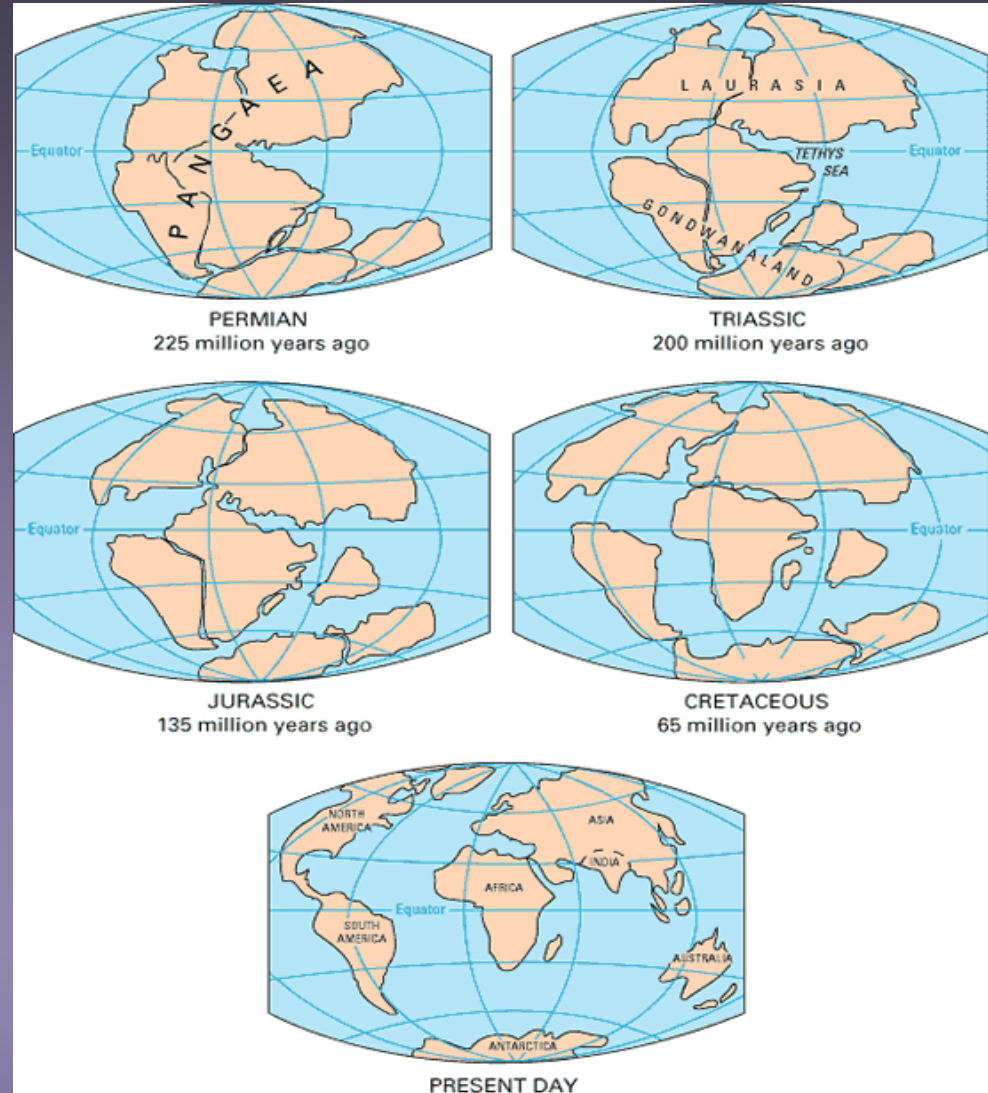 PANGAEA
Equator
PERMIAN
225 million years ago
LAURASIA
TETHYS
SEA
Equator
GONDWANALAND
TRIASSIC
200 million years ago
Equator
JURASSIC
135 million years ago
Equator
CRETACEOUS
65 million years ago
NORTH
AMERICA
ASIA
INDIA
AFRICA
Equator
SOUTH
AMERICA
AUSTRALIA
ANTARCTICA
PRESENT DAY